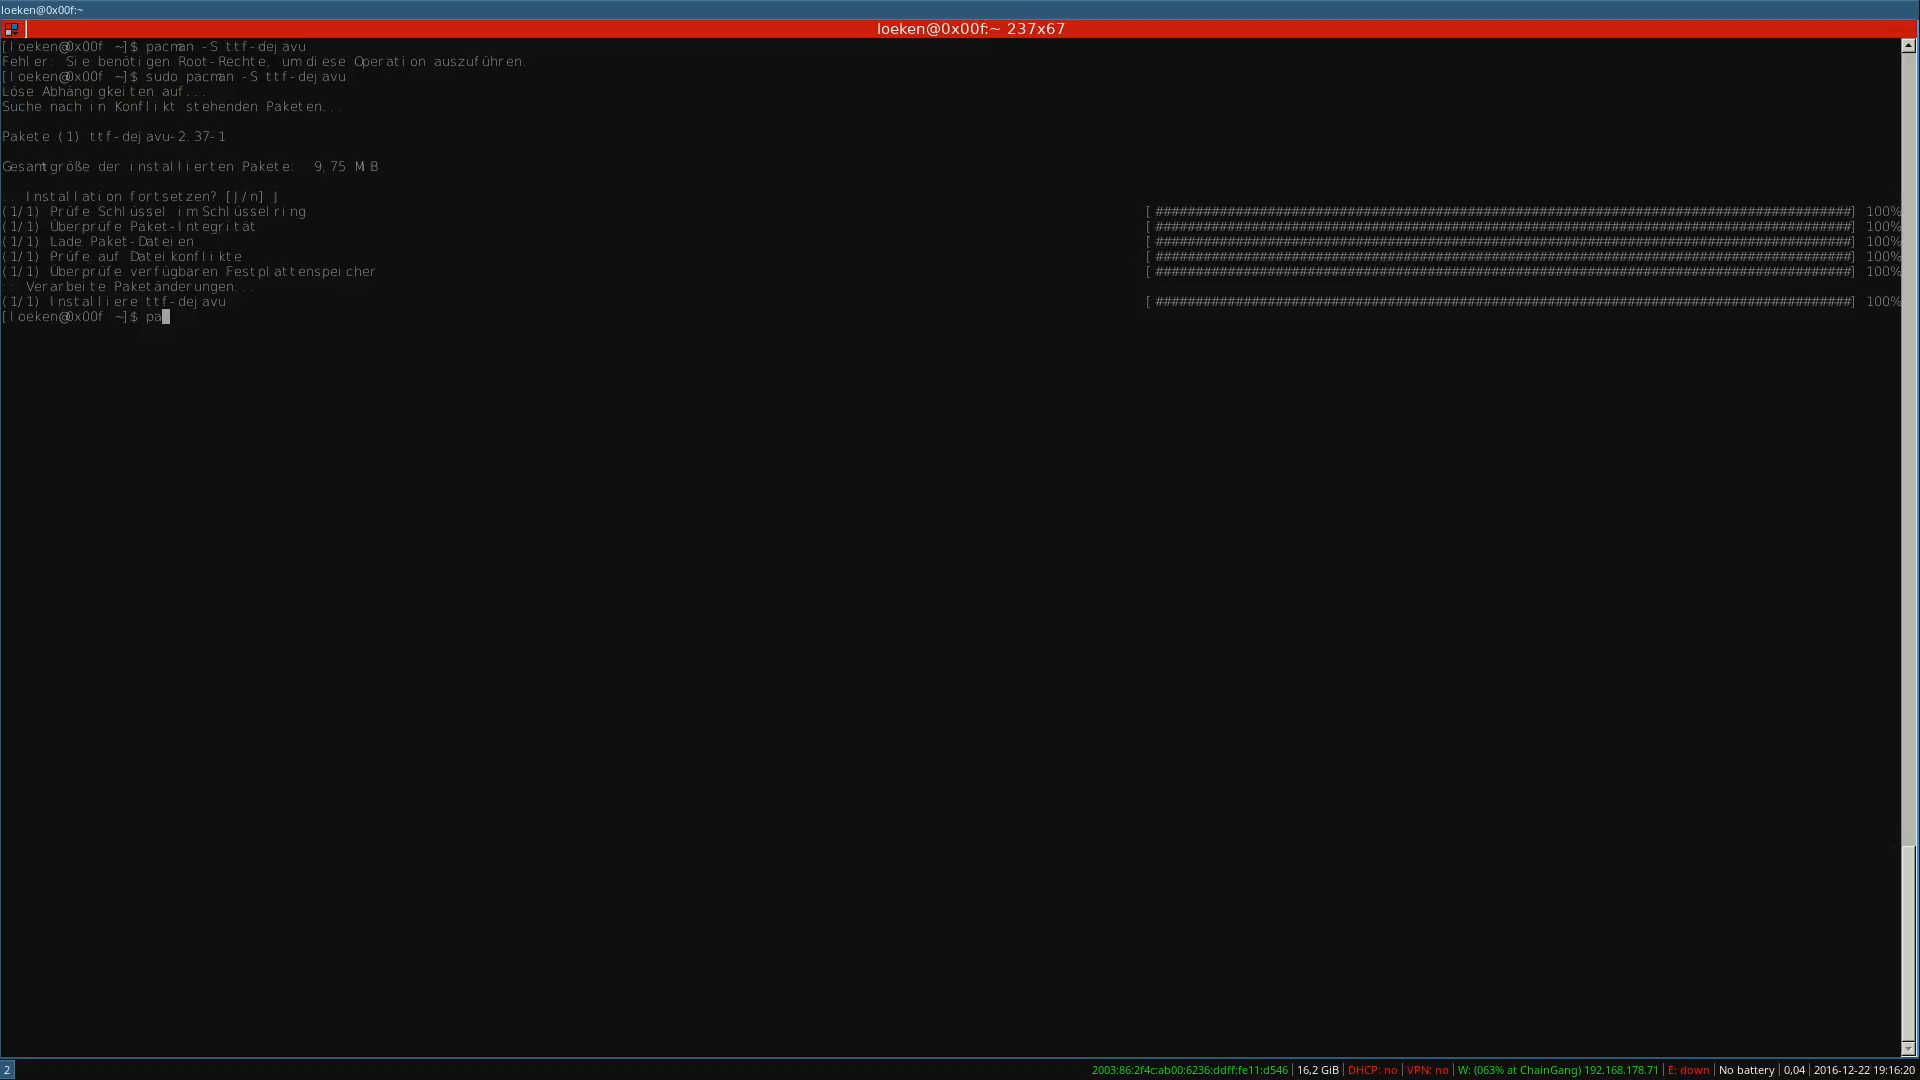 loeken@0x00f:~
loeken@0x00f:~ 237x67
[loeken@0x00f ~]$ pacman -S ttf-dejavu
Fehler: Sie benötigen Root-Rechte, um diese Operation auszuführen.
[loeken@0x00f ~]$ sudo pacman -S ttf-dejavu
Löse Abhängigkeiten auf...
Suche nach in Konflikt stehenden Paketen...
Pakete (1) ttf-dejavu-2.37-1
Gesamtgröße der installierten Pakete:  9,75 MiB
:: Installation fortsetzen? [J/n] J
(1/1) Prüfe Schlüssel im Schlüsselring [#######################################################################################] 100%
(1/1) Überprüfe Paket-Integrität [#######################################################################################] 100%
(1/1) Lade Paket-Dateien [#######################################################################################] 100%
(1/1) Prüfe auf Dateikonflikte [#######################################################################################] 100%
(1/1) Überprüfe verfügbaren Festplattenspeicher [#######################################################################################] 100%
:: Verarbeite Paketänderungen...
(1/1) Installiere ttf-dejavu [#######################################################################################] 100%
[loeken@0x00f ~]$ pa
2 2003:86:2f4c:ab00:6236:ddff:fe11:d546 | 16,2 GiB | DHCP: no | VPN: no | W: (063% at ChainGang) 192.168.178.71 | E: down | No battery | 0,04 | 2016-12-22 19:16:20